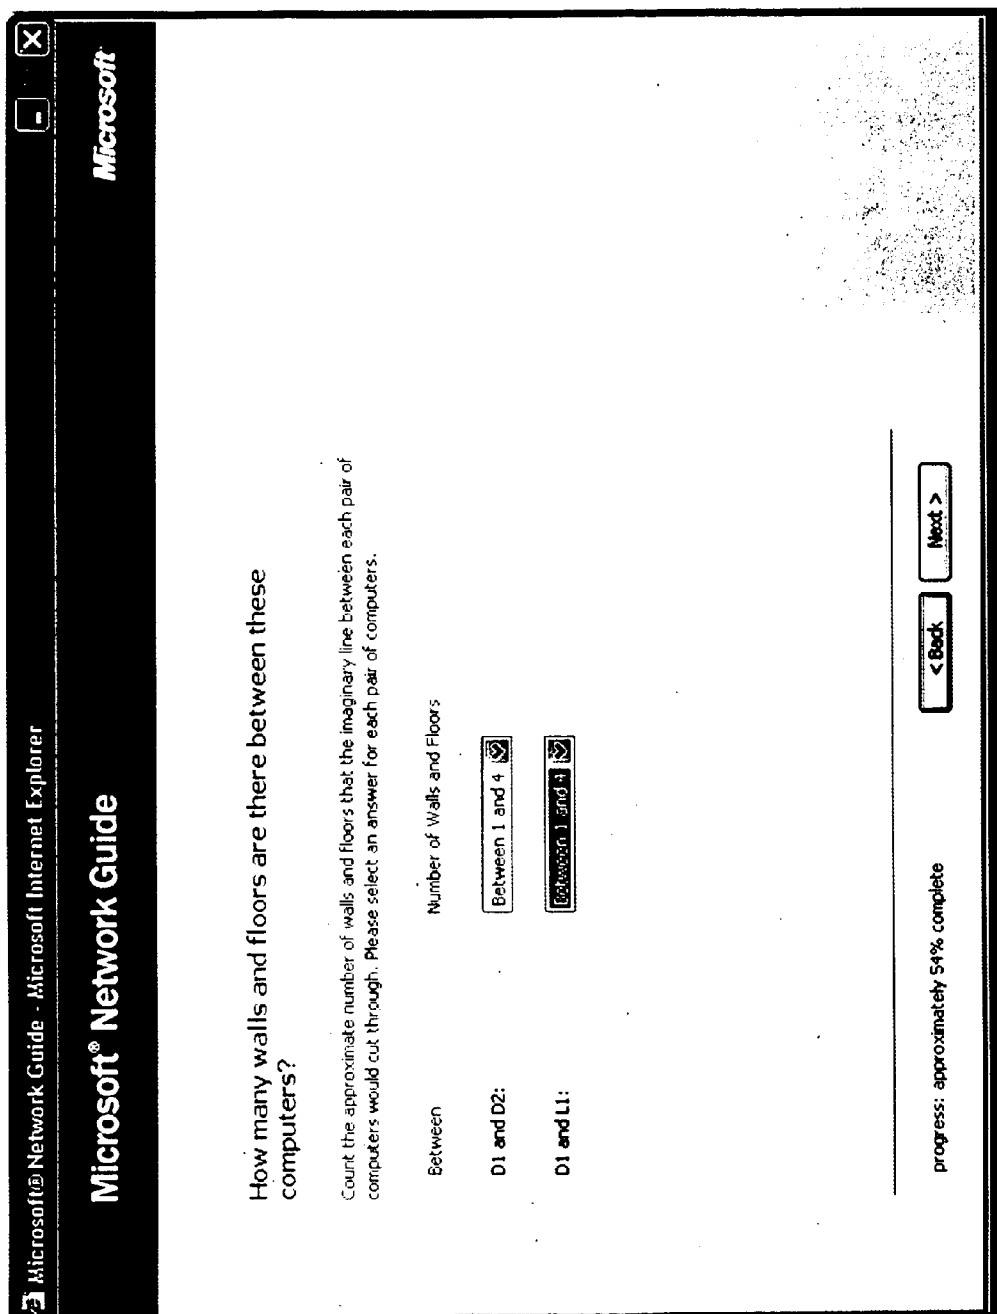 Microsoft® Network Guide - Microsoft Internet Explorer
Microsoft® Network Guide
Microsoft
How many walls and floors are there between these
computers?
Count the approximate number of walls and floors that the imaginary line between each pair of
computers would cut through. Please select an answer for each pair of computers.
Between Number of Walls and Floors
D1 and D2: Between 1 and 4
D1 and L1: Between 1 and 4
progress: approximately 54% complete < Back Next >